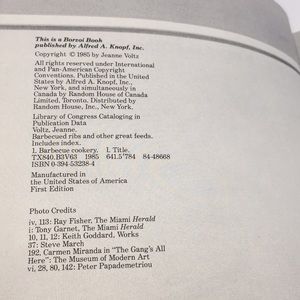 This is a Borzoi Book
published by Alfred A. Knopf, Inc.
Copyright © 1985 by Jeanne Voltz
All rights reserved under International
and Pan-American Copyright
Conventions. Published in the United
States by Alfred A. Knopf, Inc.,
New York, and simultaneously in
Canada by Random House of Canada
Limited, Toronto. Distributed by
Random House, Inc., New York.
Library of Congress Cataloging in
Publication Data
Voltz, Jeanne.
Barbecued ribs and other great feeds.
Includes index.
1. Barbecue cookery. I. Title.
TX840.B3V63 1985 641.5'784 84-48668
ISBN 0-394-53238-4
Manufactured in
the United States of America
First Edition
Photo Credits
iv, 113: Ray Fisher, The Miami Herald
i: Tony Garnet, The Miami Herald
10, 11, 12: Keith Goddard, Works
37: Steve March
192, Carmen Miranda in "The Gang's All
Here": The Museum of Modern Art
vi, 28, 80, 142: Peter Papademetriou